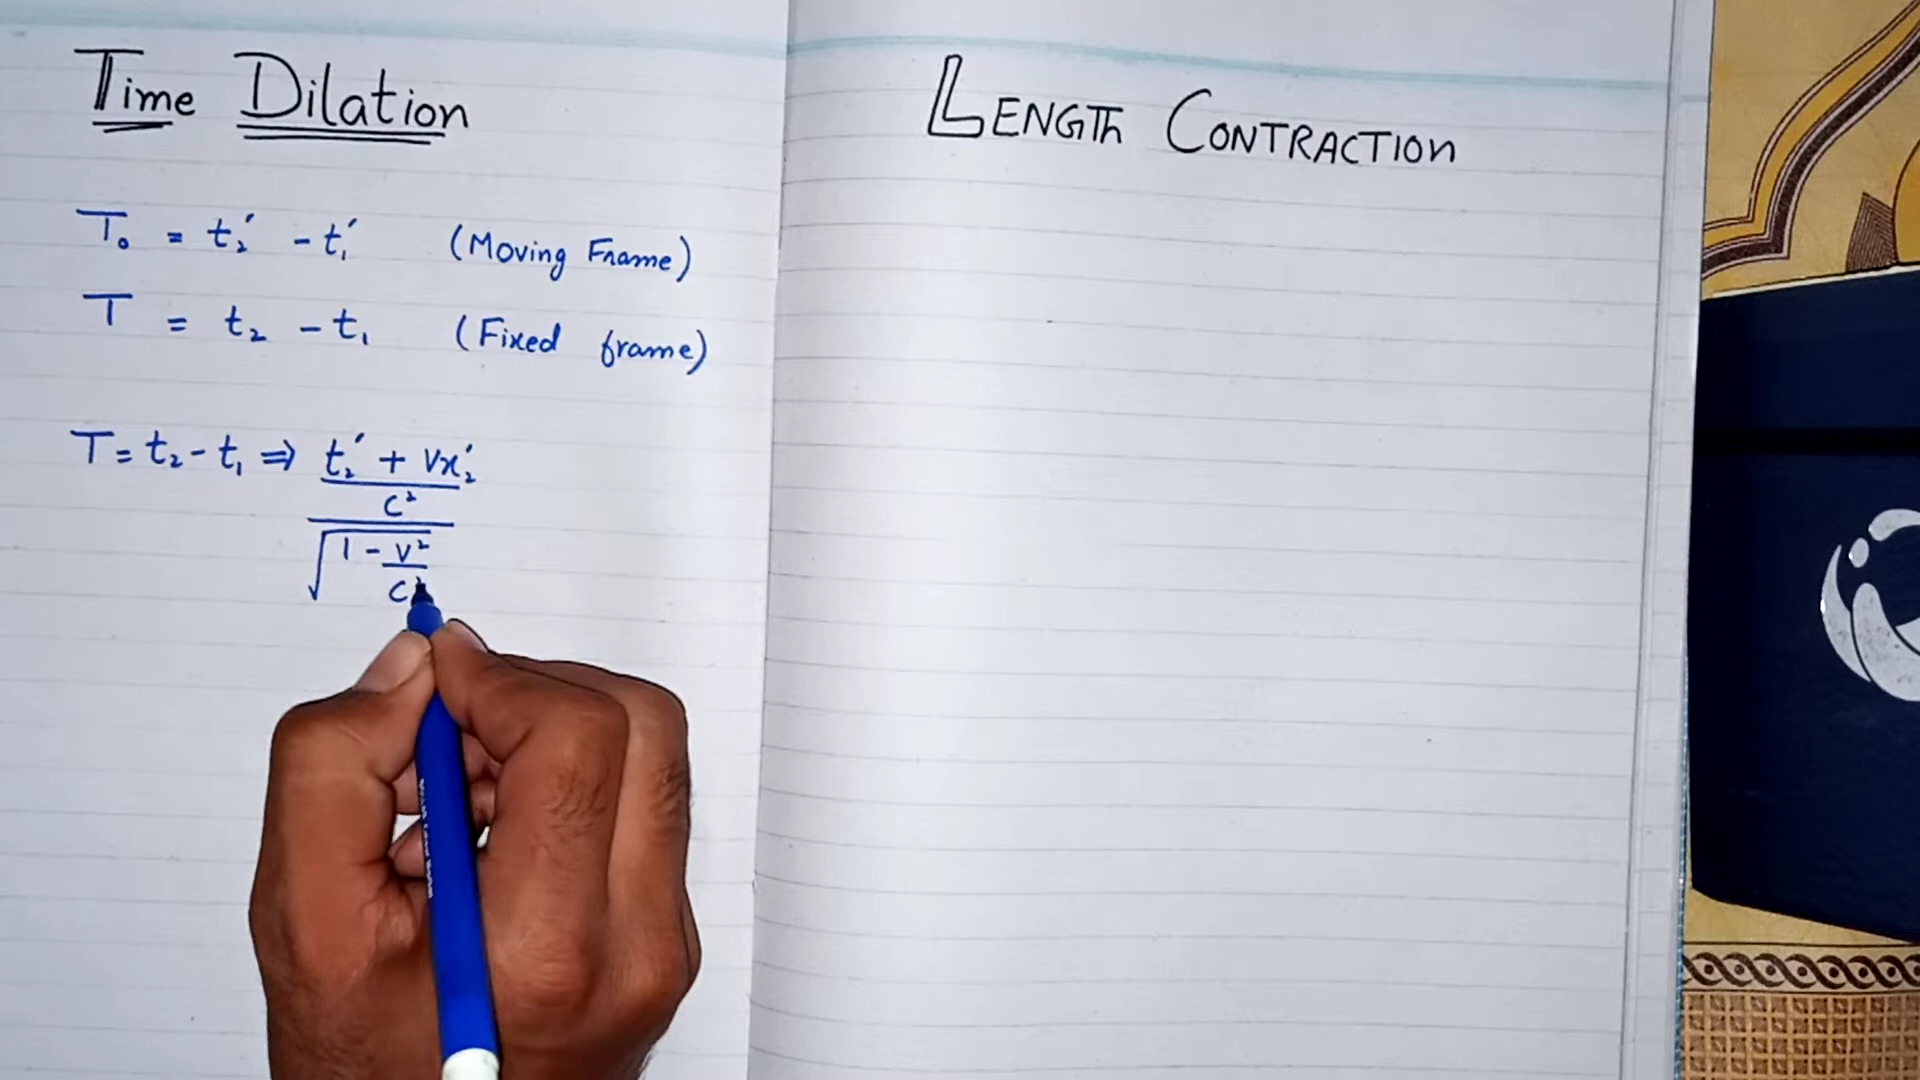 Time Dilation
T₀ = t₂′ - t₁′ (Moving Frame)
T = t₂ - t₁ (Fixed frame)
T = t₂ - t₁ ⇒ t₂′ + vx₂′
c²
√1 - v²
c²
LENGTH CONTRACTION